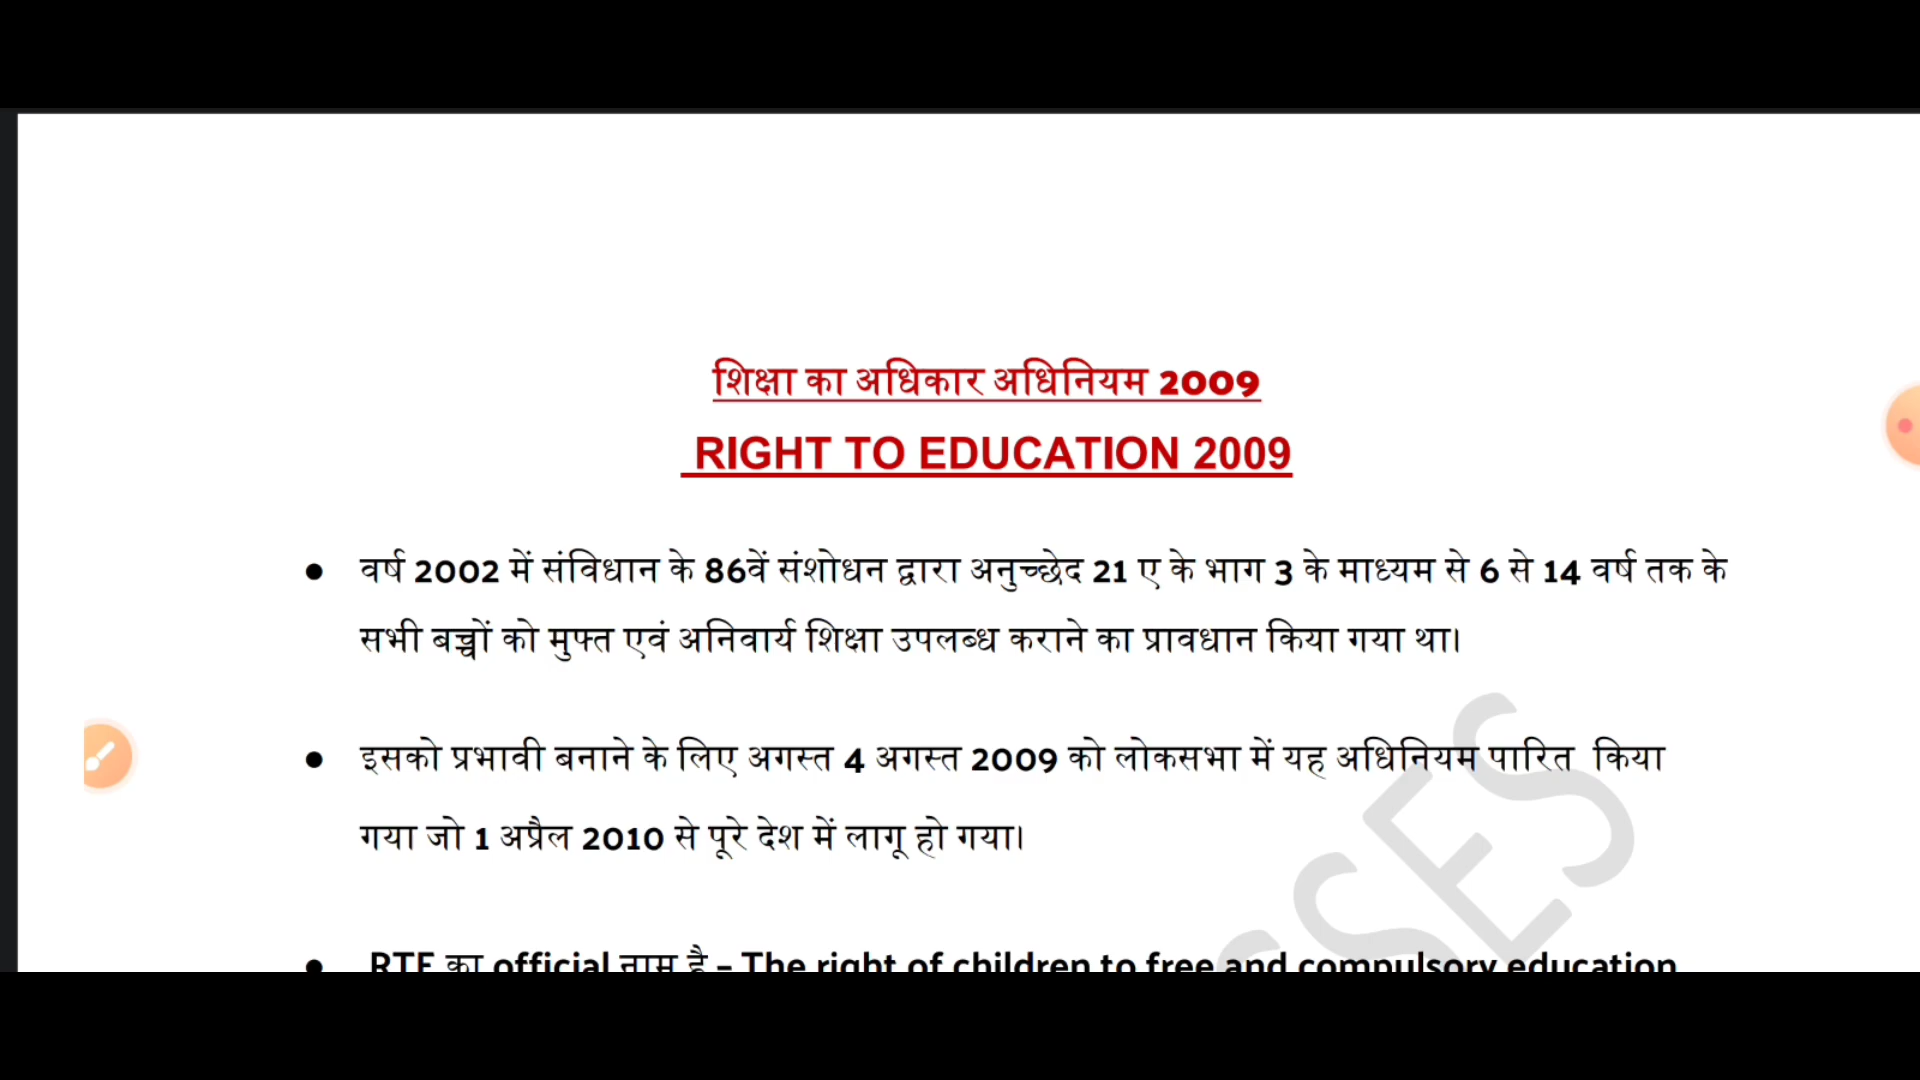 शिक्षा का अधिकार अधिनियम 2009
RIGHT TO EDUCATION 2009
● वर्ष 2002 में संविधान के 86वें संशोधन द्वारा अनुच्छेद 21 ए के भाग 3 के माध्यम से 6 से 14 वर्ष तक के
सभी बच्चों को मुफ्त एवं अनिवार्य शिक्षा उपलब्ध कराने का प्रावधान किया गया था।
● इसको प्रभावी बनाने के लिए अगस्त 4 अगस्त 2009 को लोकसभा में यह अधिनियम पारित किया
गया जो 1 अप्रैल 2010 से पूरे देश में लागू हो गया।
● RTE का official नाम है – The right of children to free and compulsory education
SSES